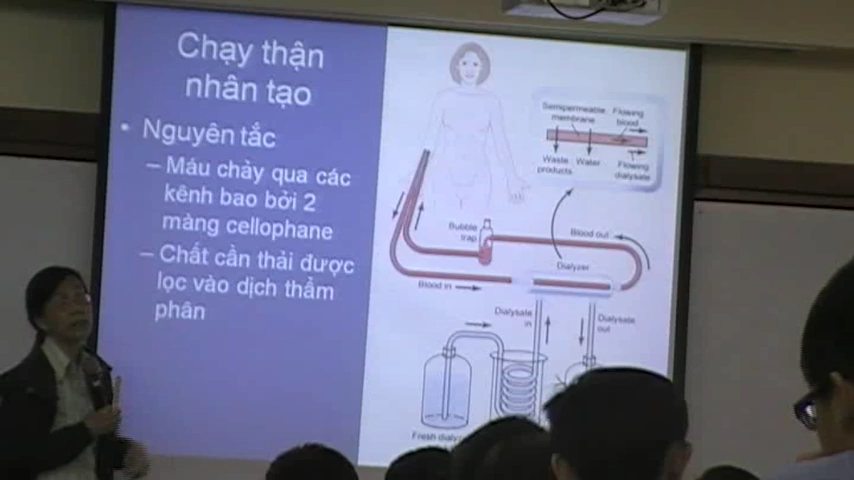 Chạy thận
nhân tạo
• Nguyên tắc
– Máu chảy qua các
kênh bao bởi 2
màng cellophane
– Chất cần thải được
lọc vào dịch thẩm
phân
Semipermeable
membrane
Flowing
blood
Waste
products
Water
Flowing
dialysate
Bubble
trap
Blood out
Dialyzer
Blood in
Dialysate
in
Dialysate
out
Fresh